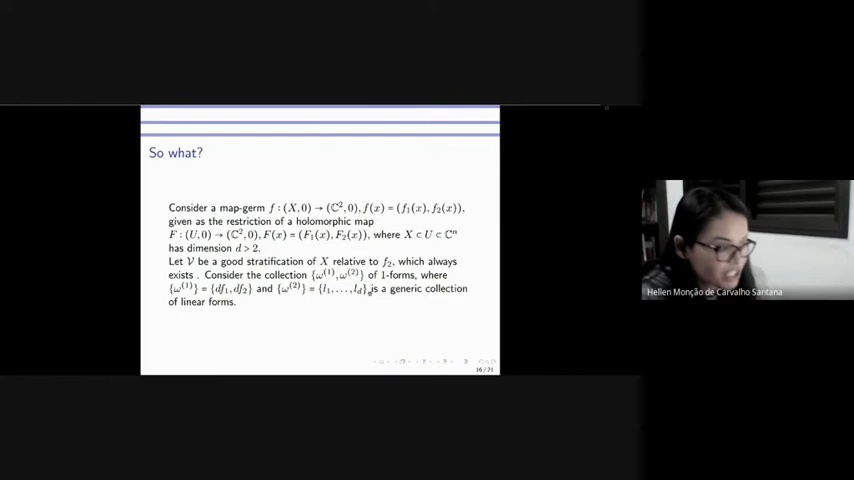 So what?
Consider a map-germ f : (X, 0) → (ℂ², 0), f(x) = (f₁(x), f₂(x)),
given as the restriction of a holomorphic map
F : (U, 0) → (ℂ², 0), F(x) = (F₁(x), F₂(x)), where X ⊂ U ⊂ ℂⁿ
has dimension d > 2.
Let 𝒱 be a good stratification of X relative to f₂, which always
exists . Consider the collection {ω⁽¹⁾, ω⁽²⁾} of 1-forms, where
{ω⁽¹⁾} = {df₁, df₂} and {ω⁽²⁾} = {l₁, . . . , l_d} is a generic collection
of linear forms.
16 / 21
Hellen Monção de Carvalho Santana